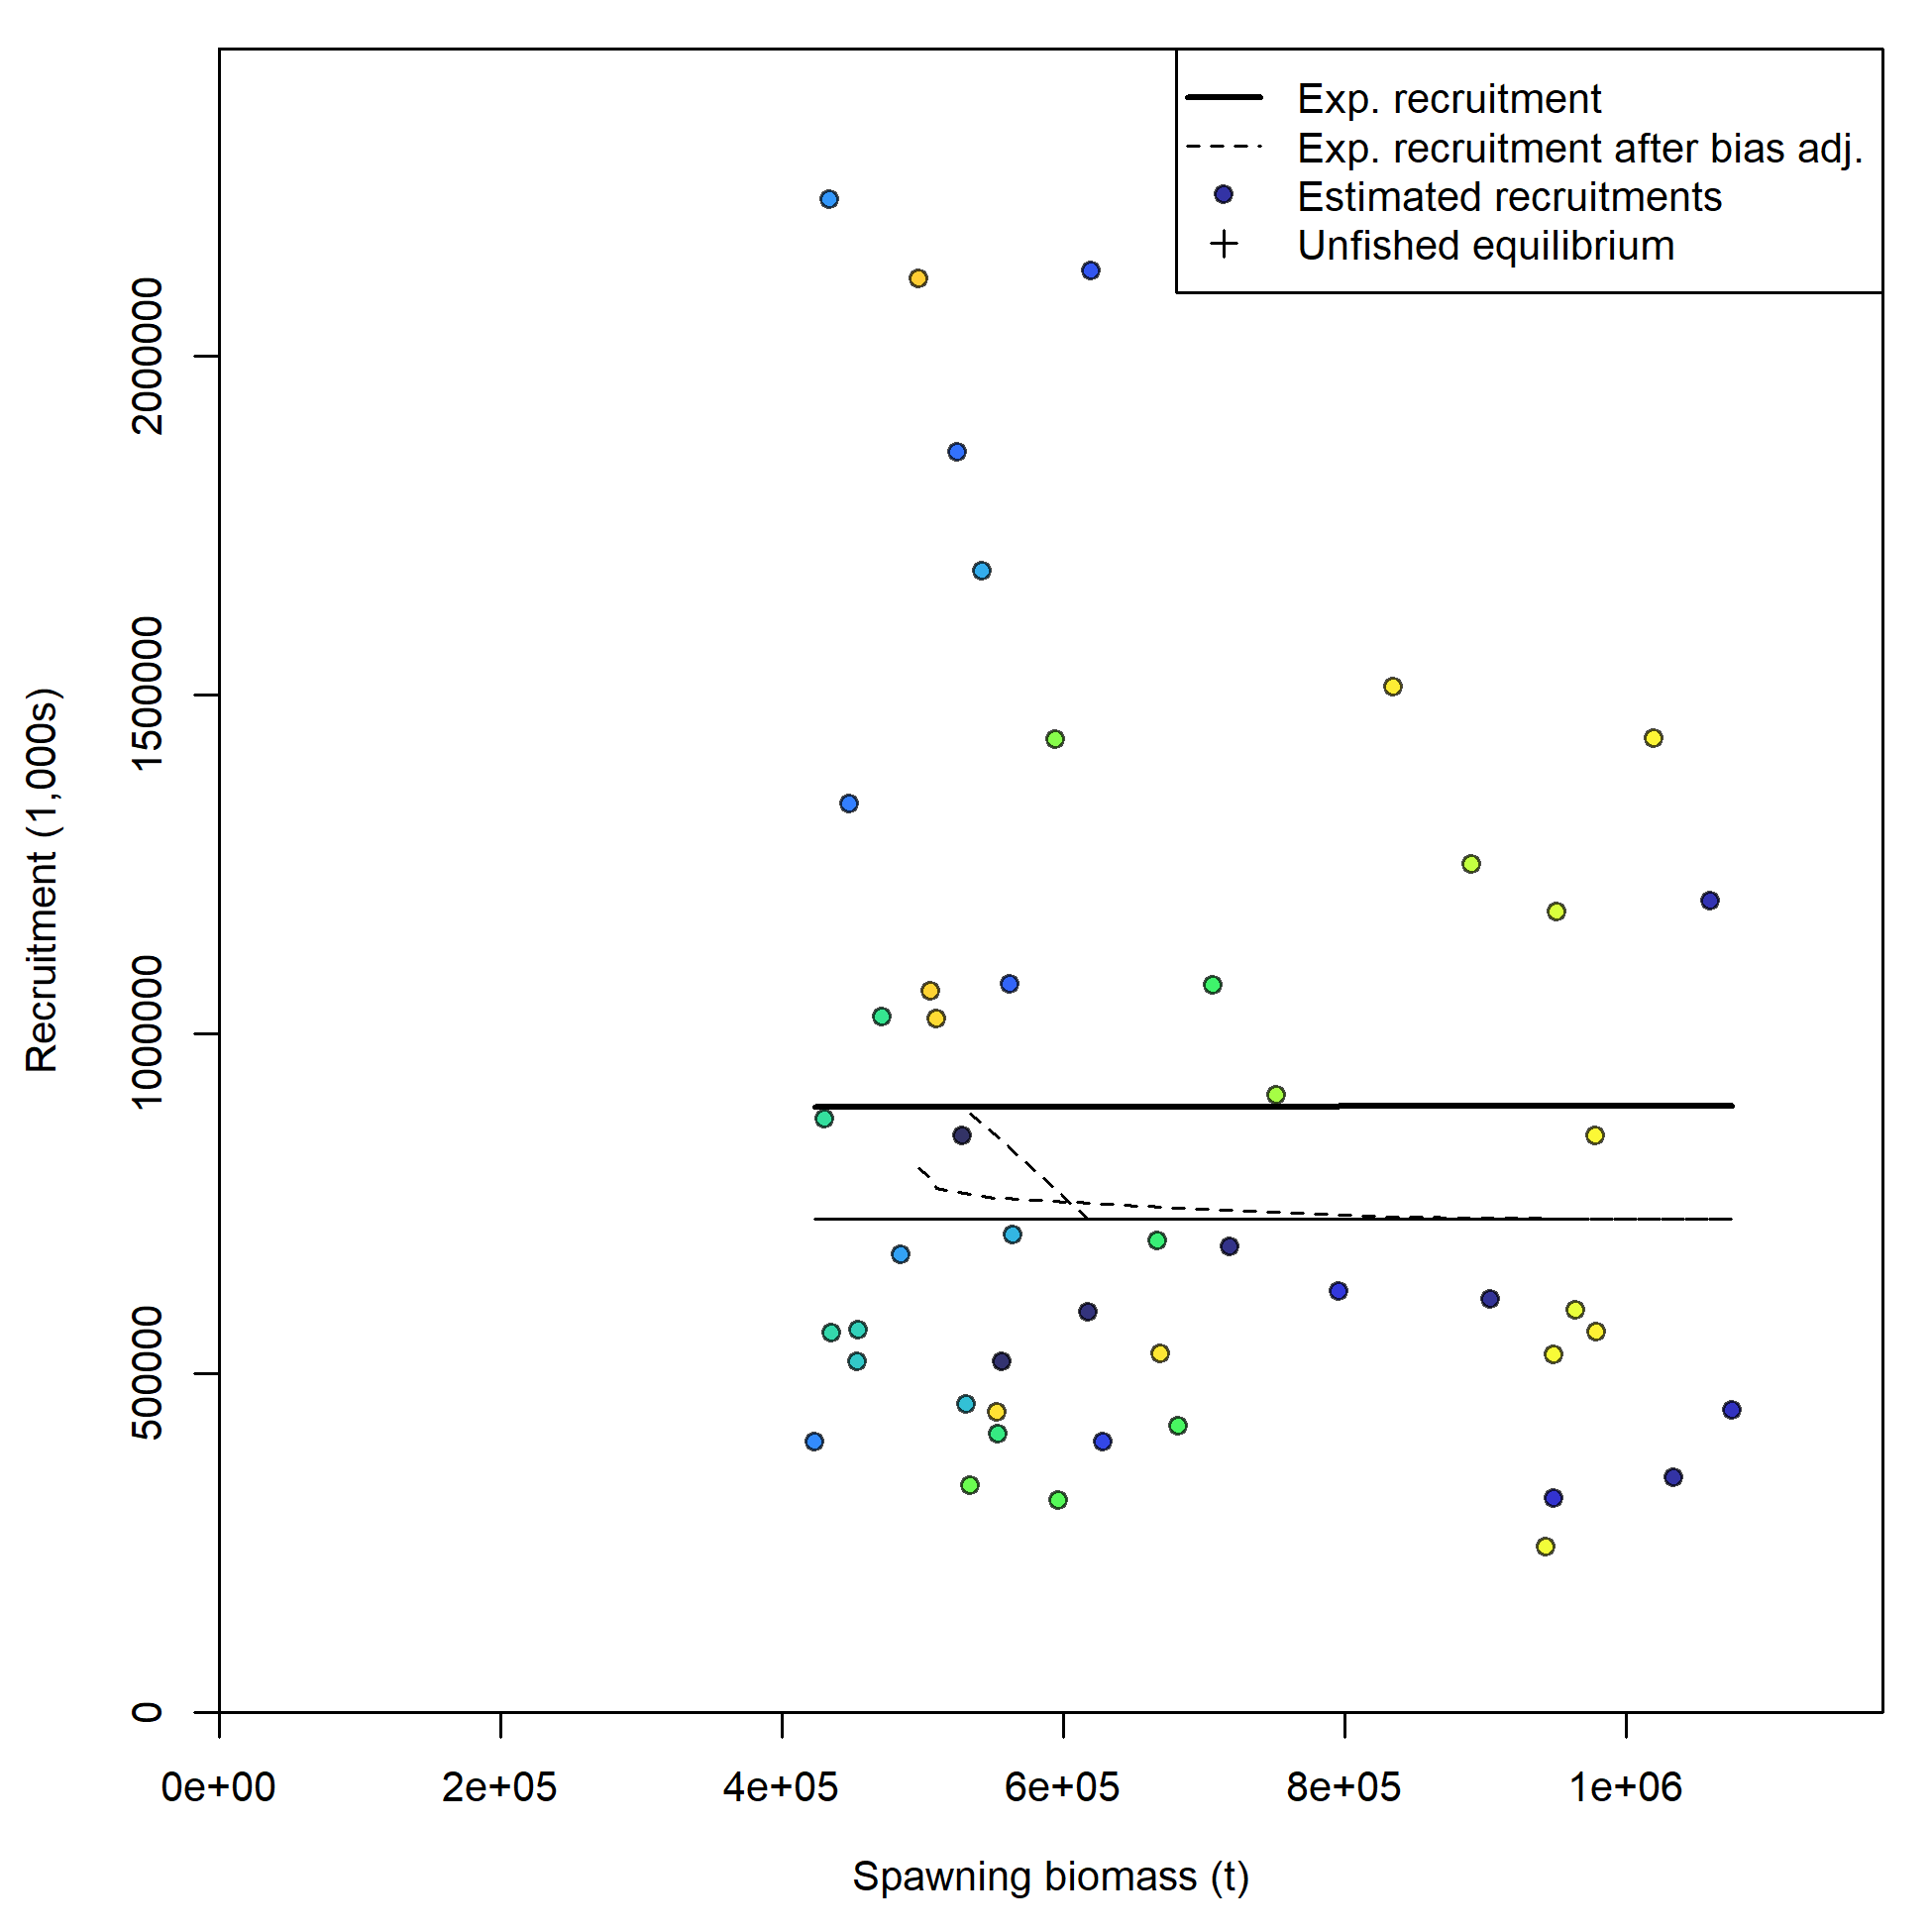 Exp. recruitment
Exp. recruitment after bias adj.
Estimated recruitments
Unfished equilibrium
Recruitment (1,000s)
2000000
1500000
1000000
500000
0
0e+00 2e+05 4e+05 6e+05 8e+05 1e+06
Spawning biomass (t)